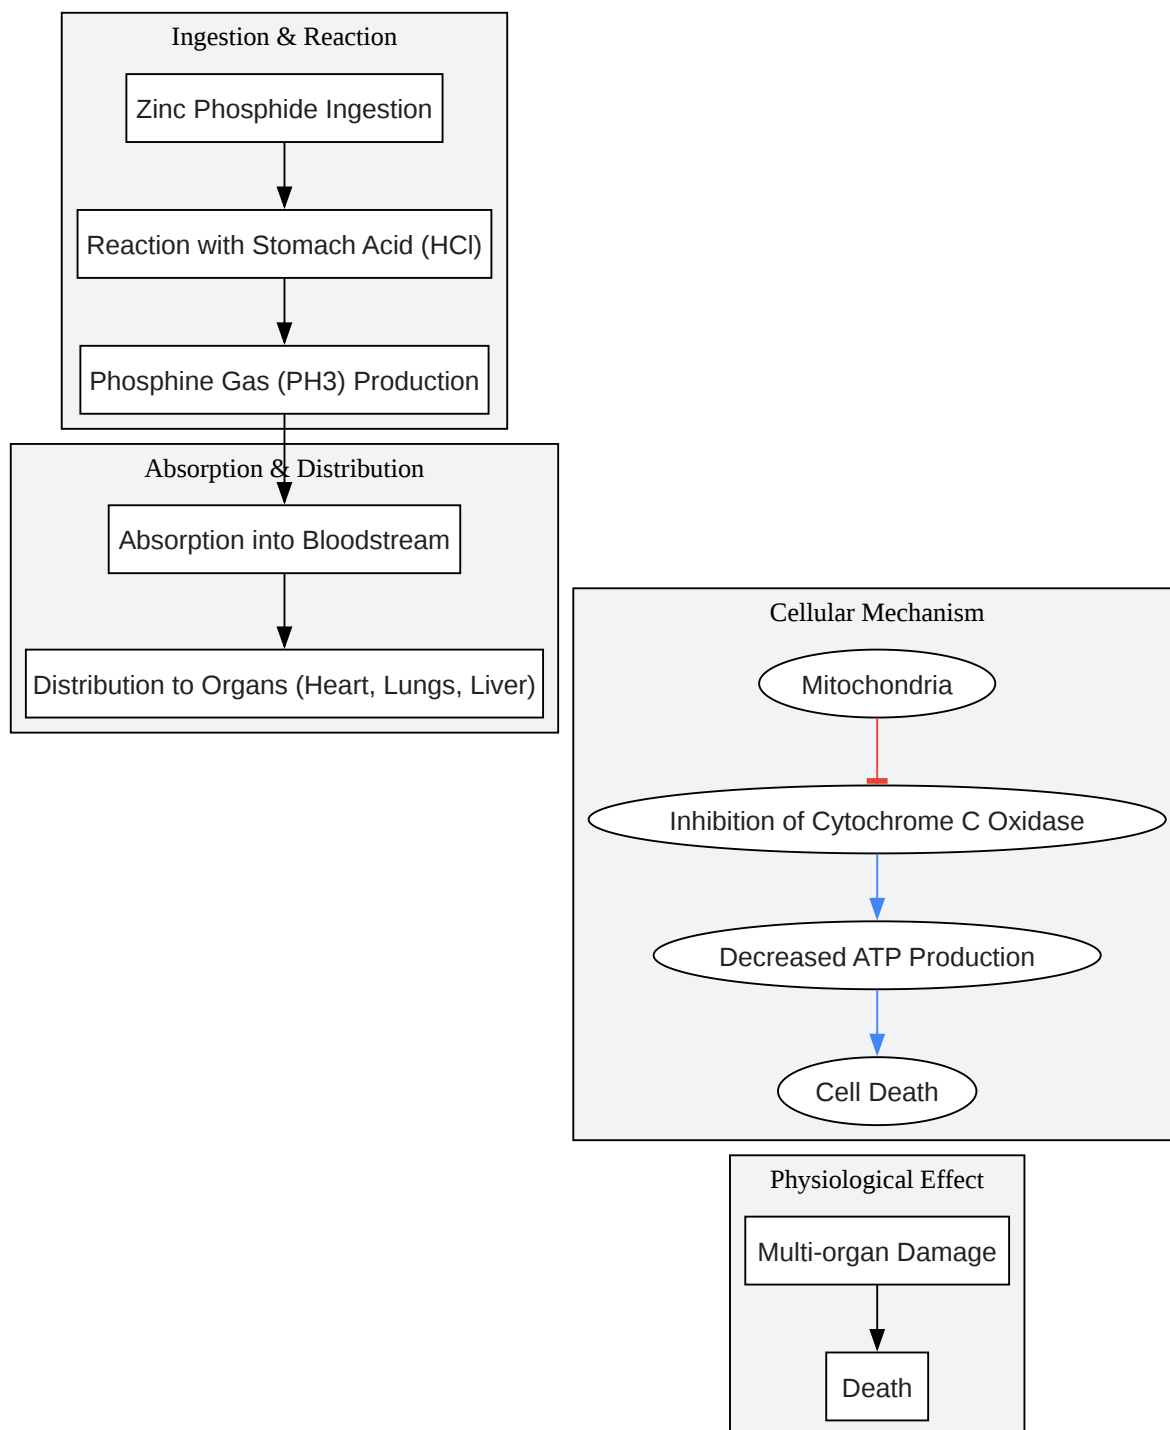 Ingestion & Reaction
Zinc Phosphide Ingestion
Reaction with Stomach Acid (HCl)
Phosphine Gas (PH3) Production
Absorption & Distribution
Absorption into Bloodstream
Distribution to Organs (Heart, Lungs, Liver)
Cellular Mechanism
Mitochondria
Inhibition of Cytochrome C Oxidase
Decreased ATP Production
Cell Death
Physiological Effect
Multi-organ Damage
Death